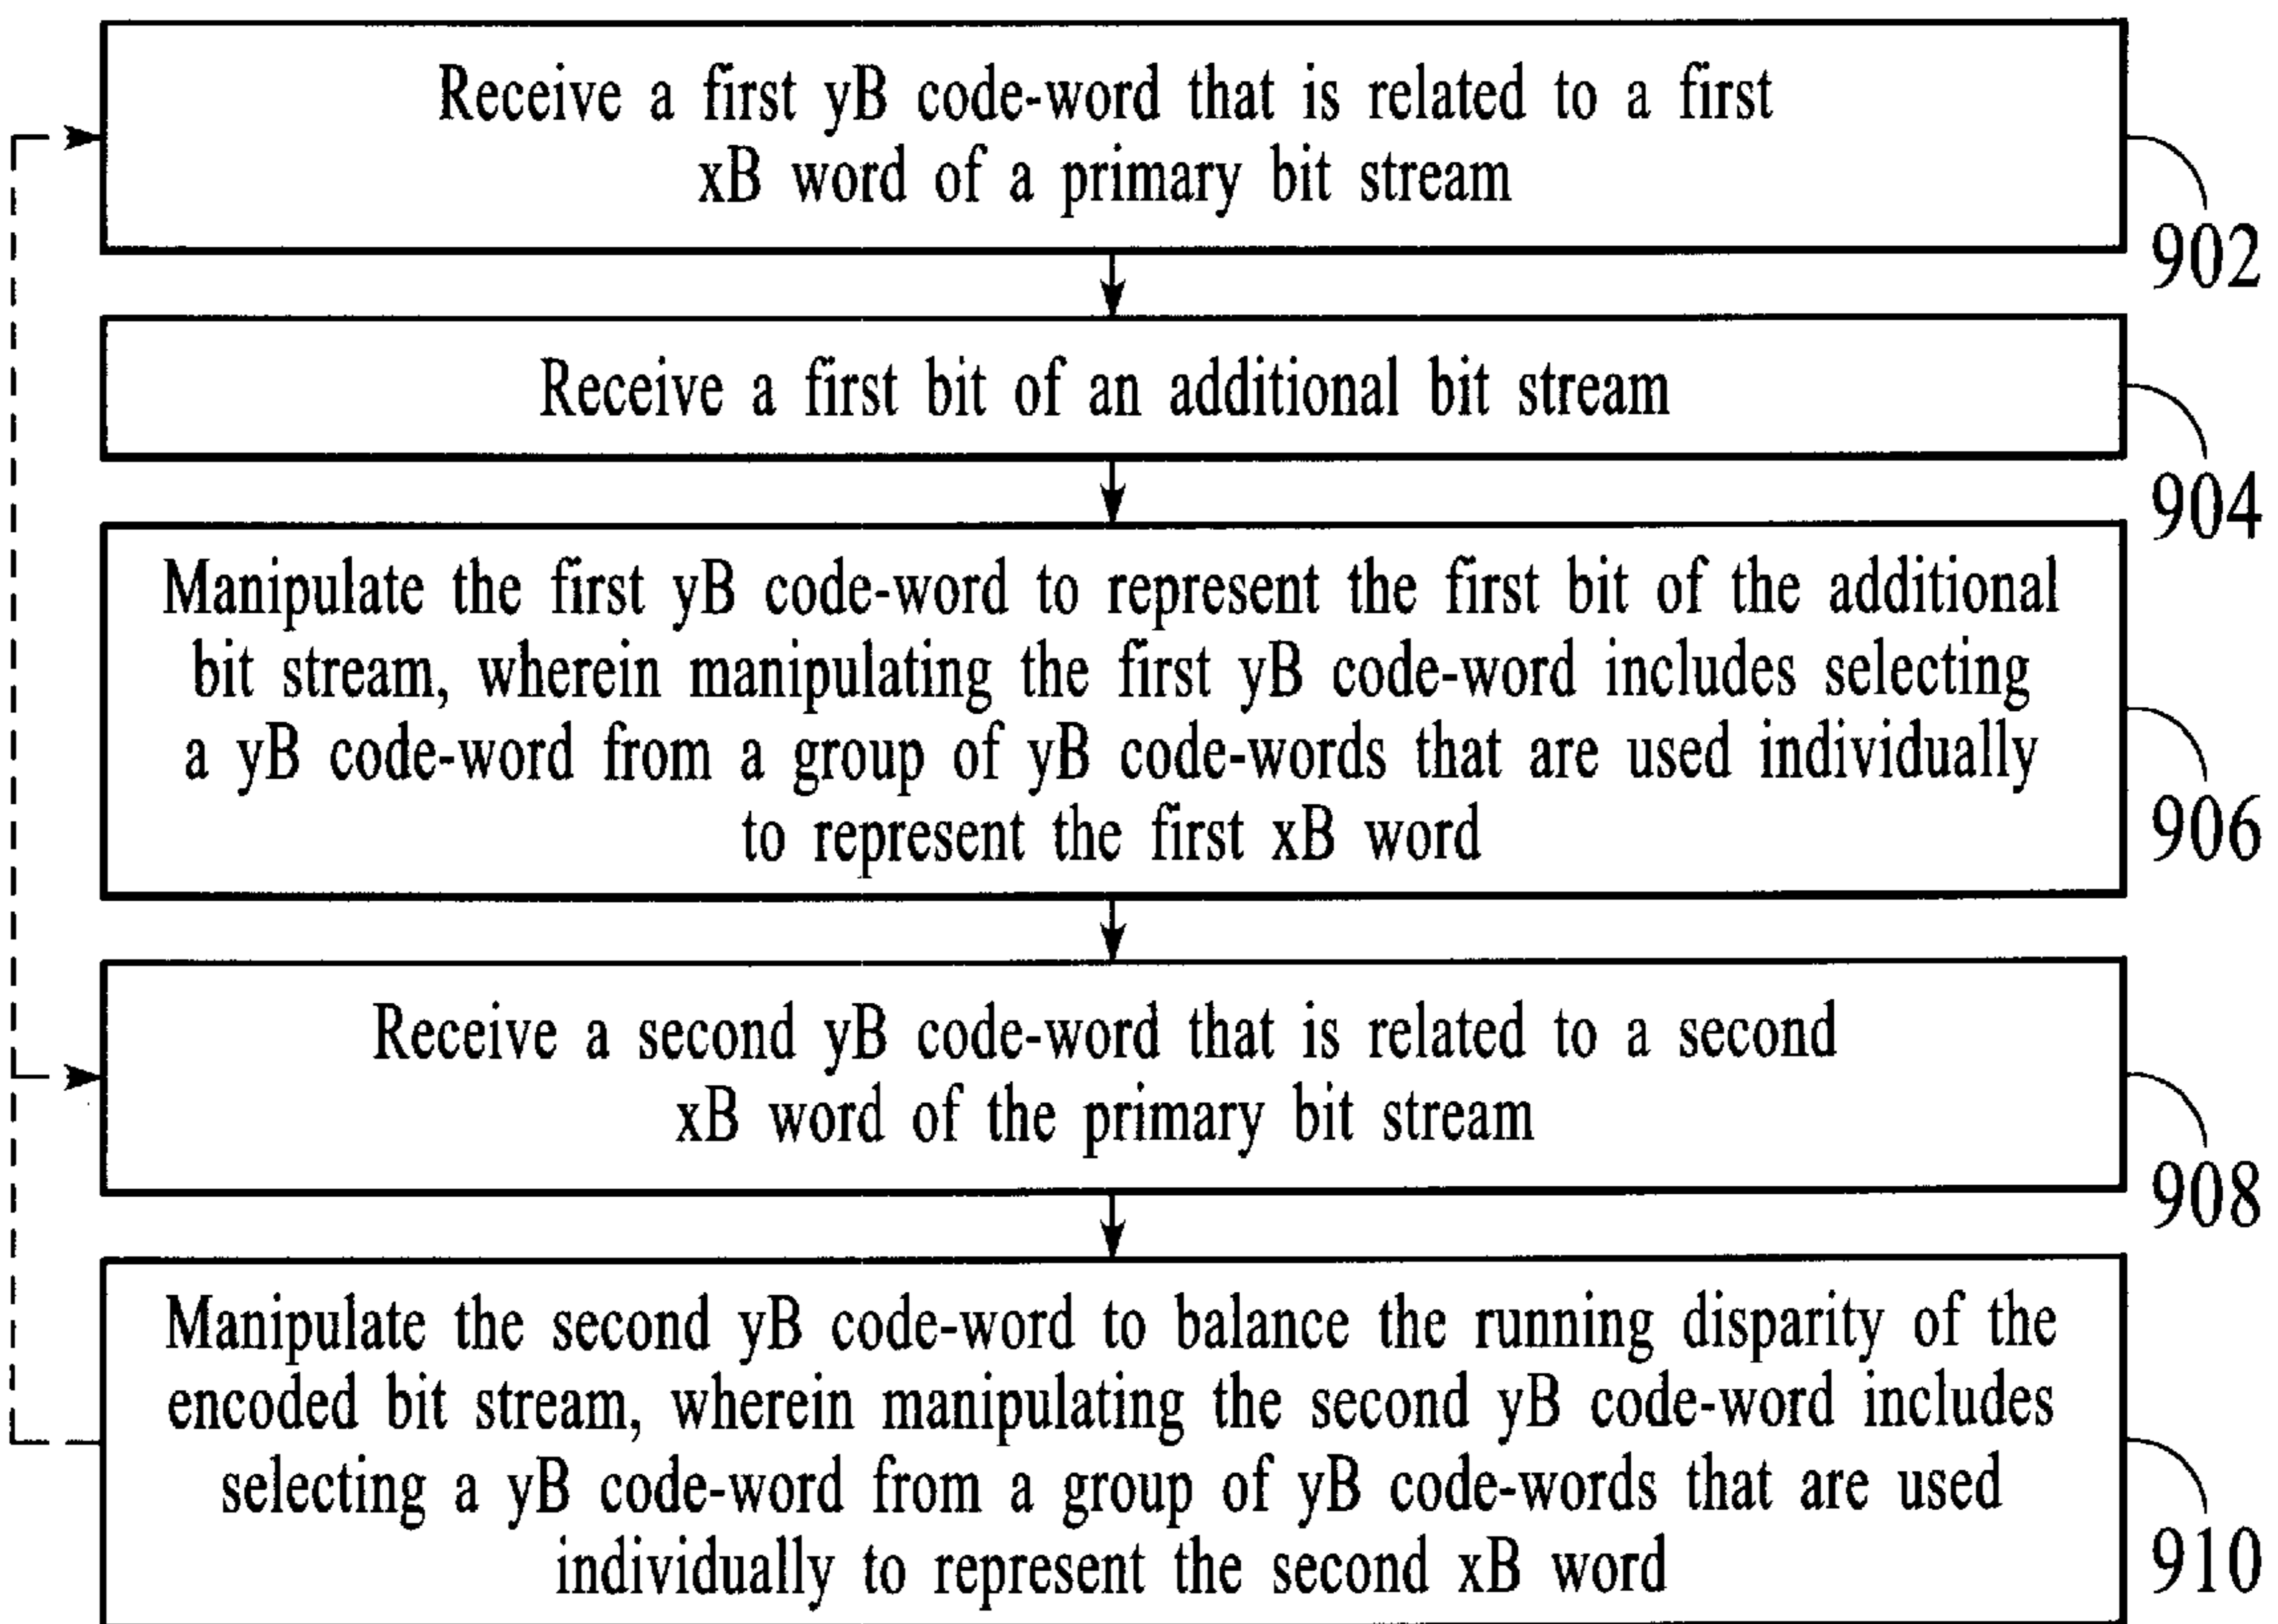 Receive a first yB code-word that is related to a first
xB word of a primary bit stream
902
Receive a first bit of an additional bit stream
904
Manipulate the first yB code-word to represent the first bit of the additional
bit stream, wherein manipulating the first yB code-word includes selecting
a yB code-word from a group of yB code-words that are used individually
to represent the first xB word
906
Receive a second yB code-word that is related to a second
xB word of the primary bit stream
908
Manipulate the second yB code-word to balance the running disparity of the
encoded bit stream, wherein manipulating the second yB code-word includes
selecting a yB code-word from a group of yB code-words that are used
individually to represent the second xB word
910